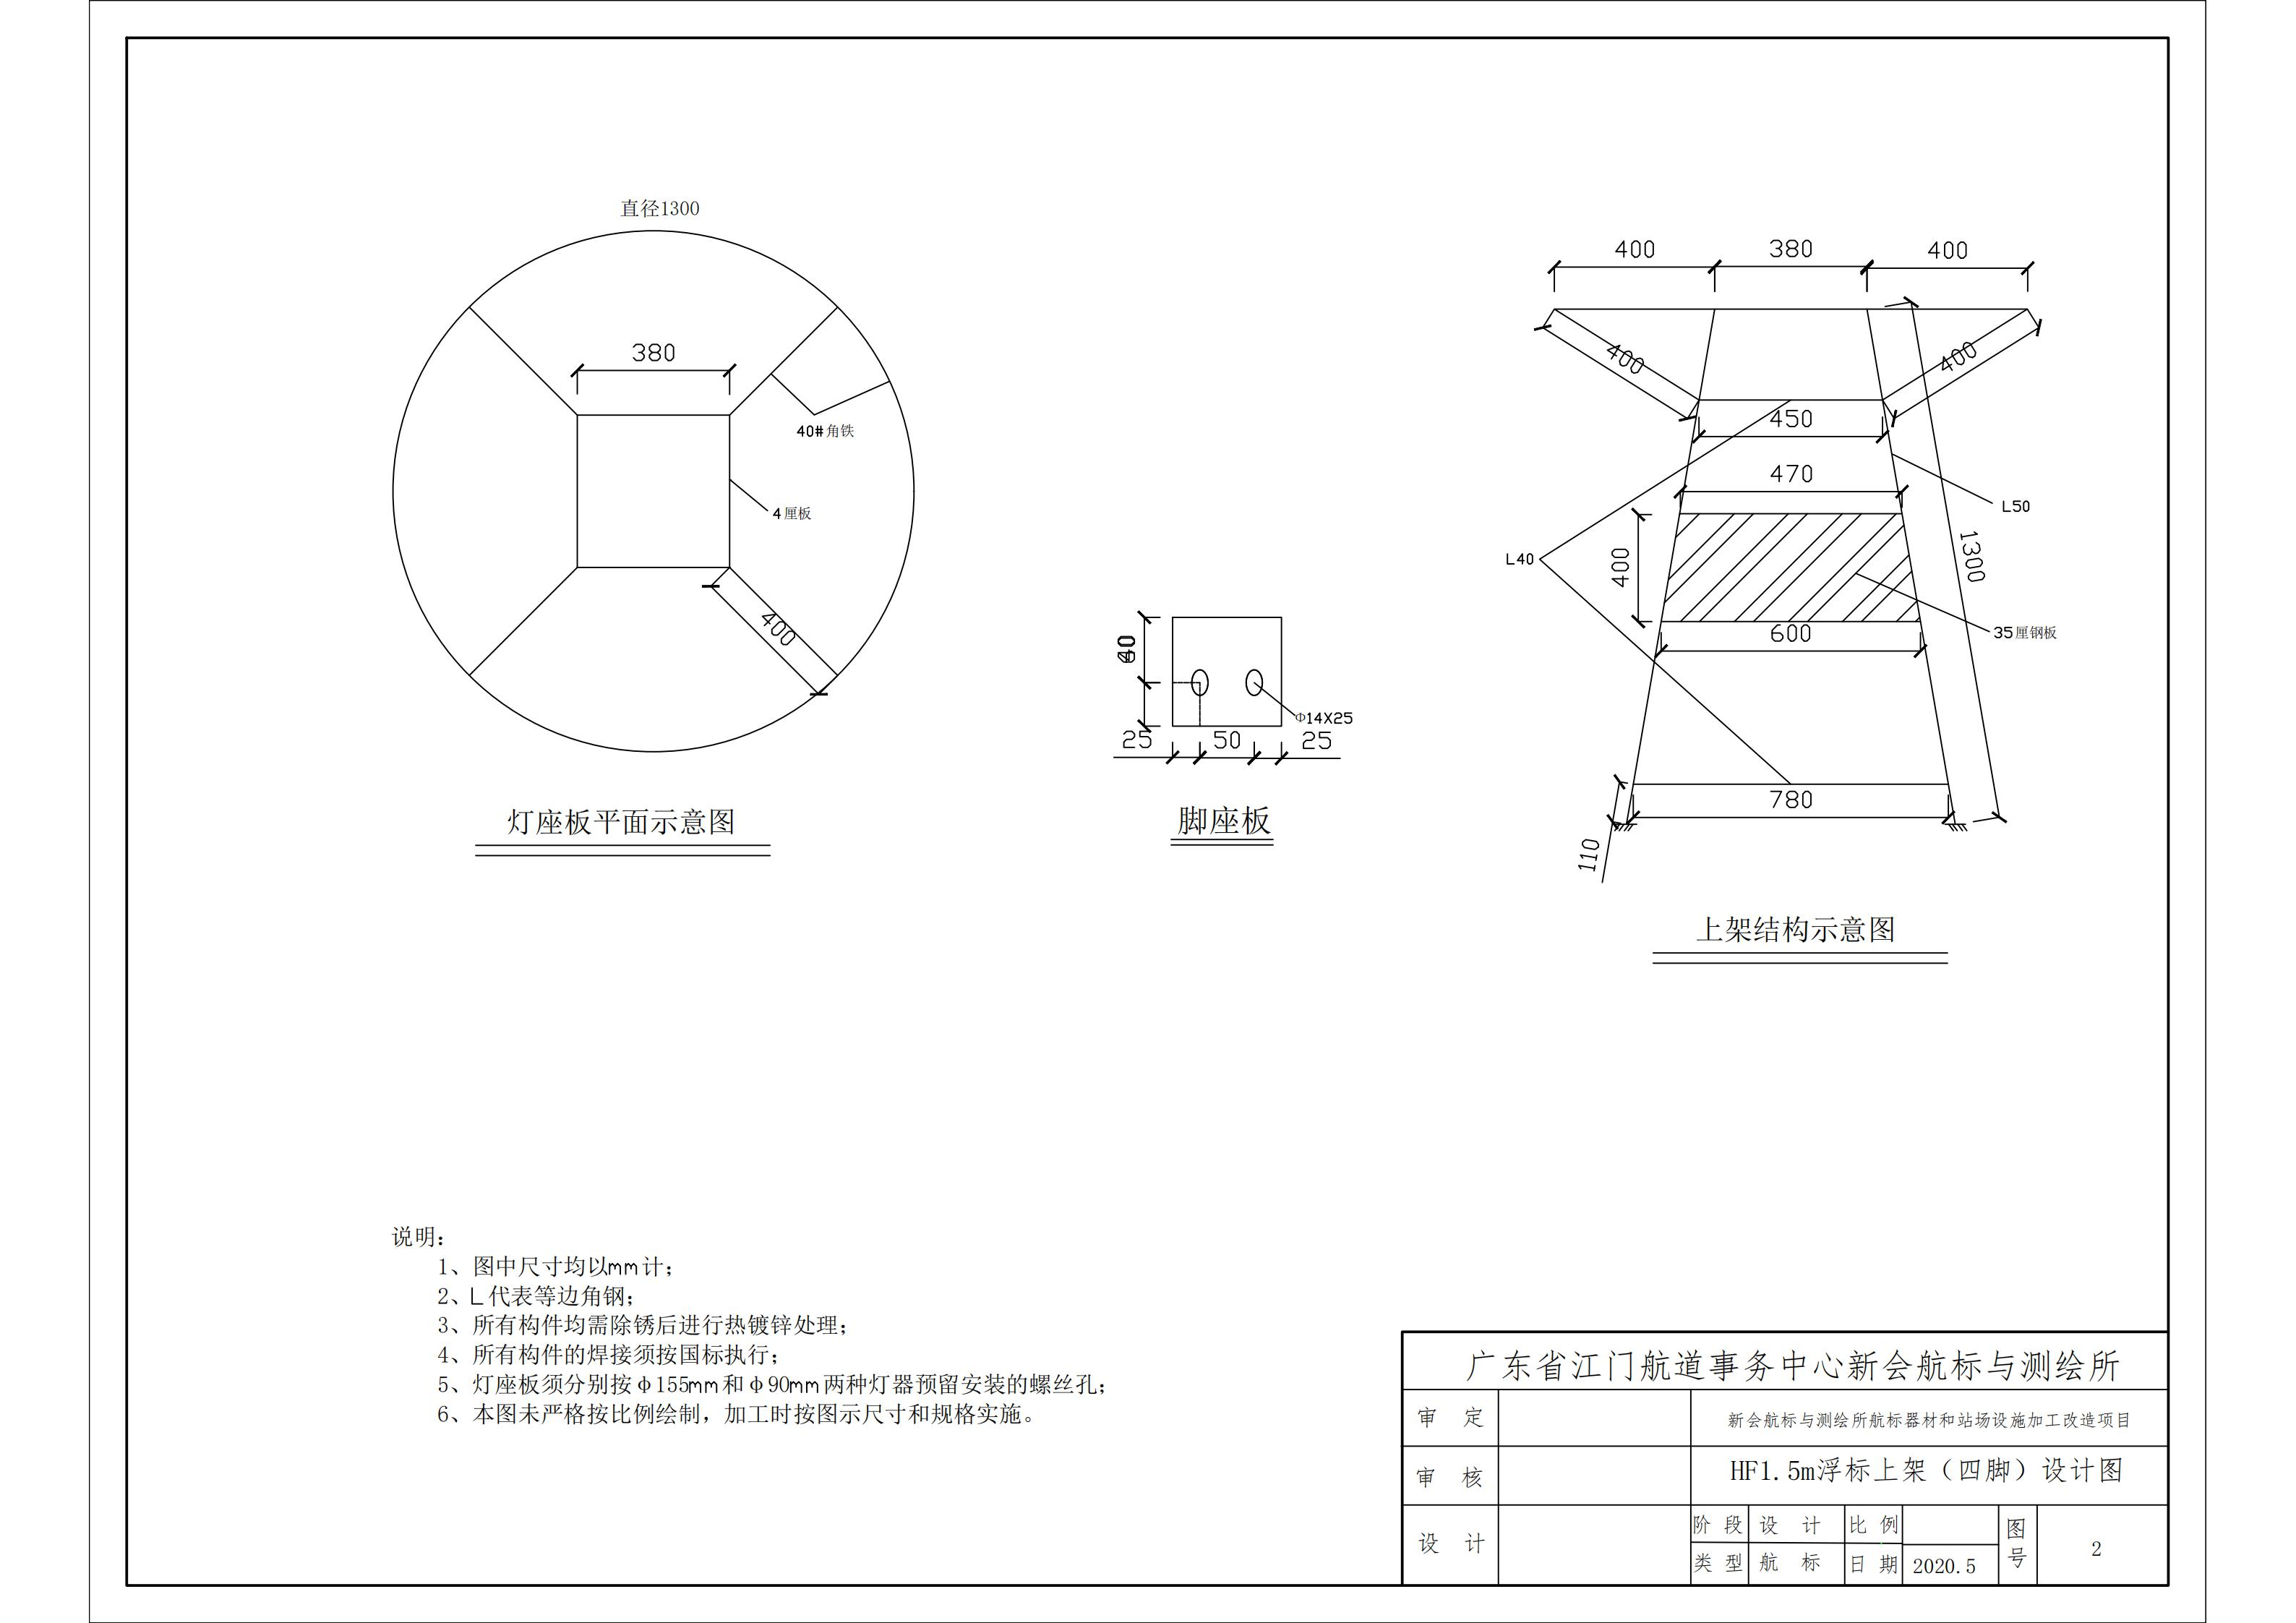 直径1300
380
40#角铁
4厘板
400
灯座板平面示意图
40
Φ14X25
25
50
25
脚座板
400
380
400
400
400
450
470
L50
L40
400
1300
35厘钢板
600
780
110
上架结构示意图
说明：
1、图中尺寸均以mm计；
2、L代表等边角钢；
3、所有构件均需除锈后进行热镀锌处理；
4、所有构件的焊接须按国标执行；
5、灯座板须分别按φ155mm和φ90mm两种灯器预留安装的螺丝孔；
6、本图未严格按比例绘制，加工时按图示尺寸和规格实施。
广东省江门航道事务中心新会航标与测绘所
审 定
新会航标与测绘所航标器材和站场设施加工改造项目
审 核
HF1.5m浮标上架（四脚）设计图
设 计
阶 段 设 计 比 例
类 型 航 标 日 期 2020.5
图号
2